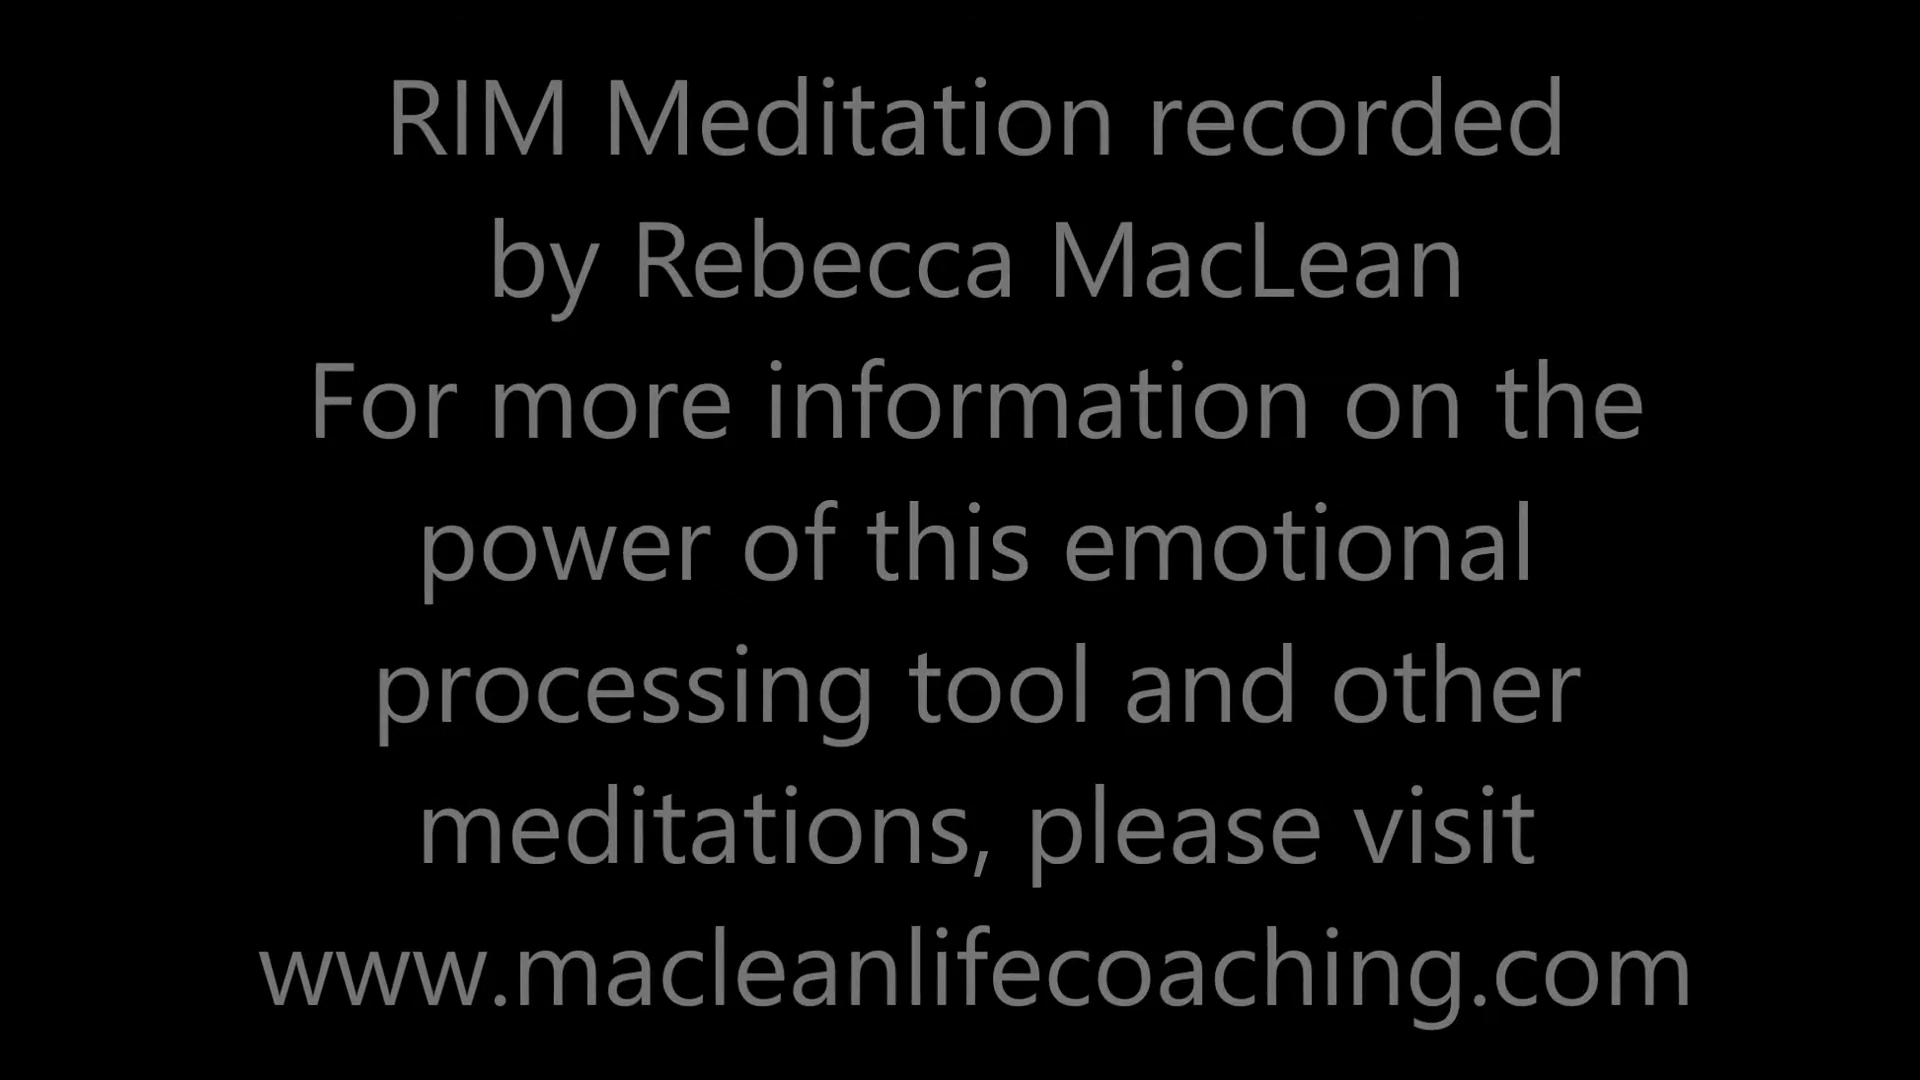 RIM Meditation recorded
by Rebecca MacLean
For more information on the
power of this emotional
processing tool and other
meditations, please visit
www.macleanlifecoaching.com